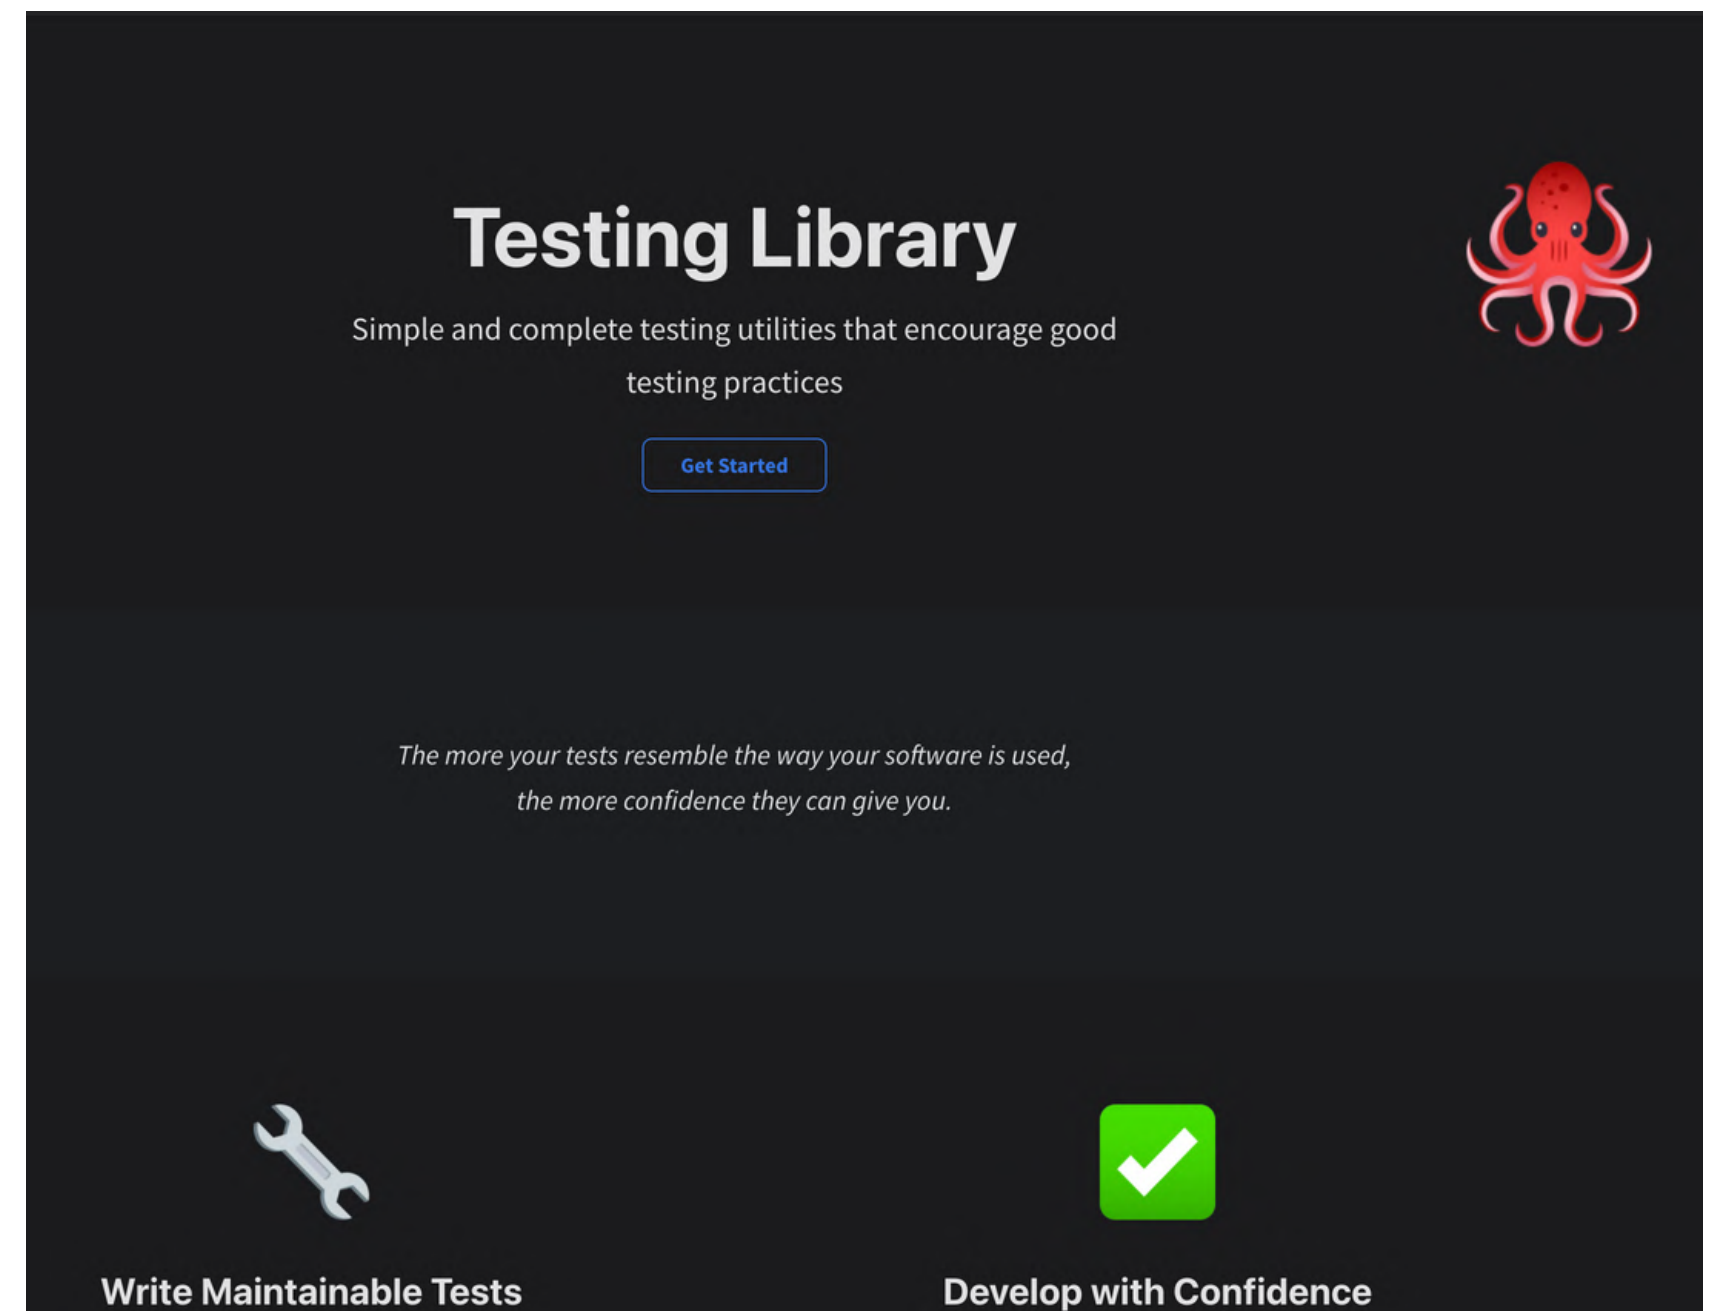 Testing Library
Simple and complete testing utilities that encourage good
testing practices
Get Started
The more your tests resemble the way your software is used,
the more confidence they can give you.
Write Maintainable Tests
Develop with Confidence